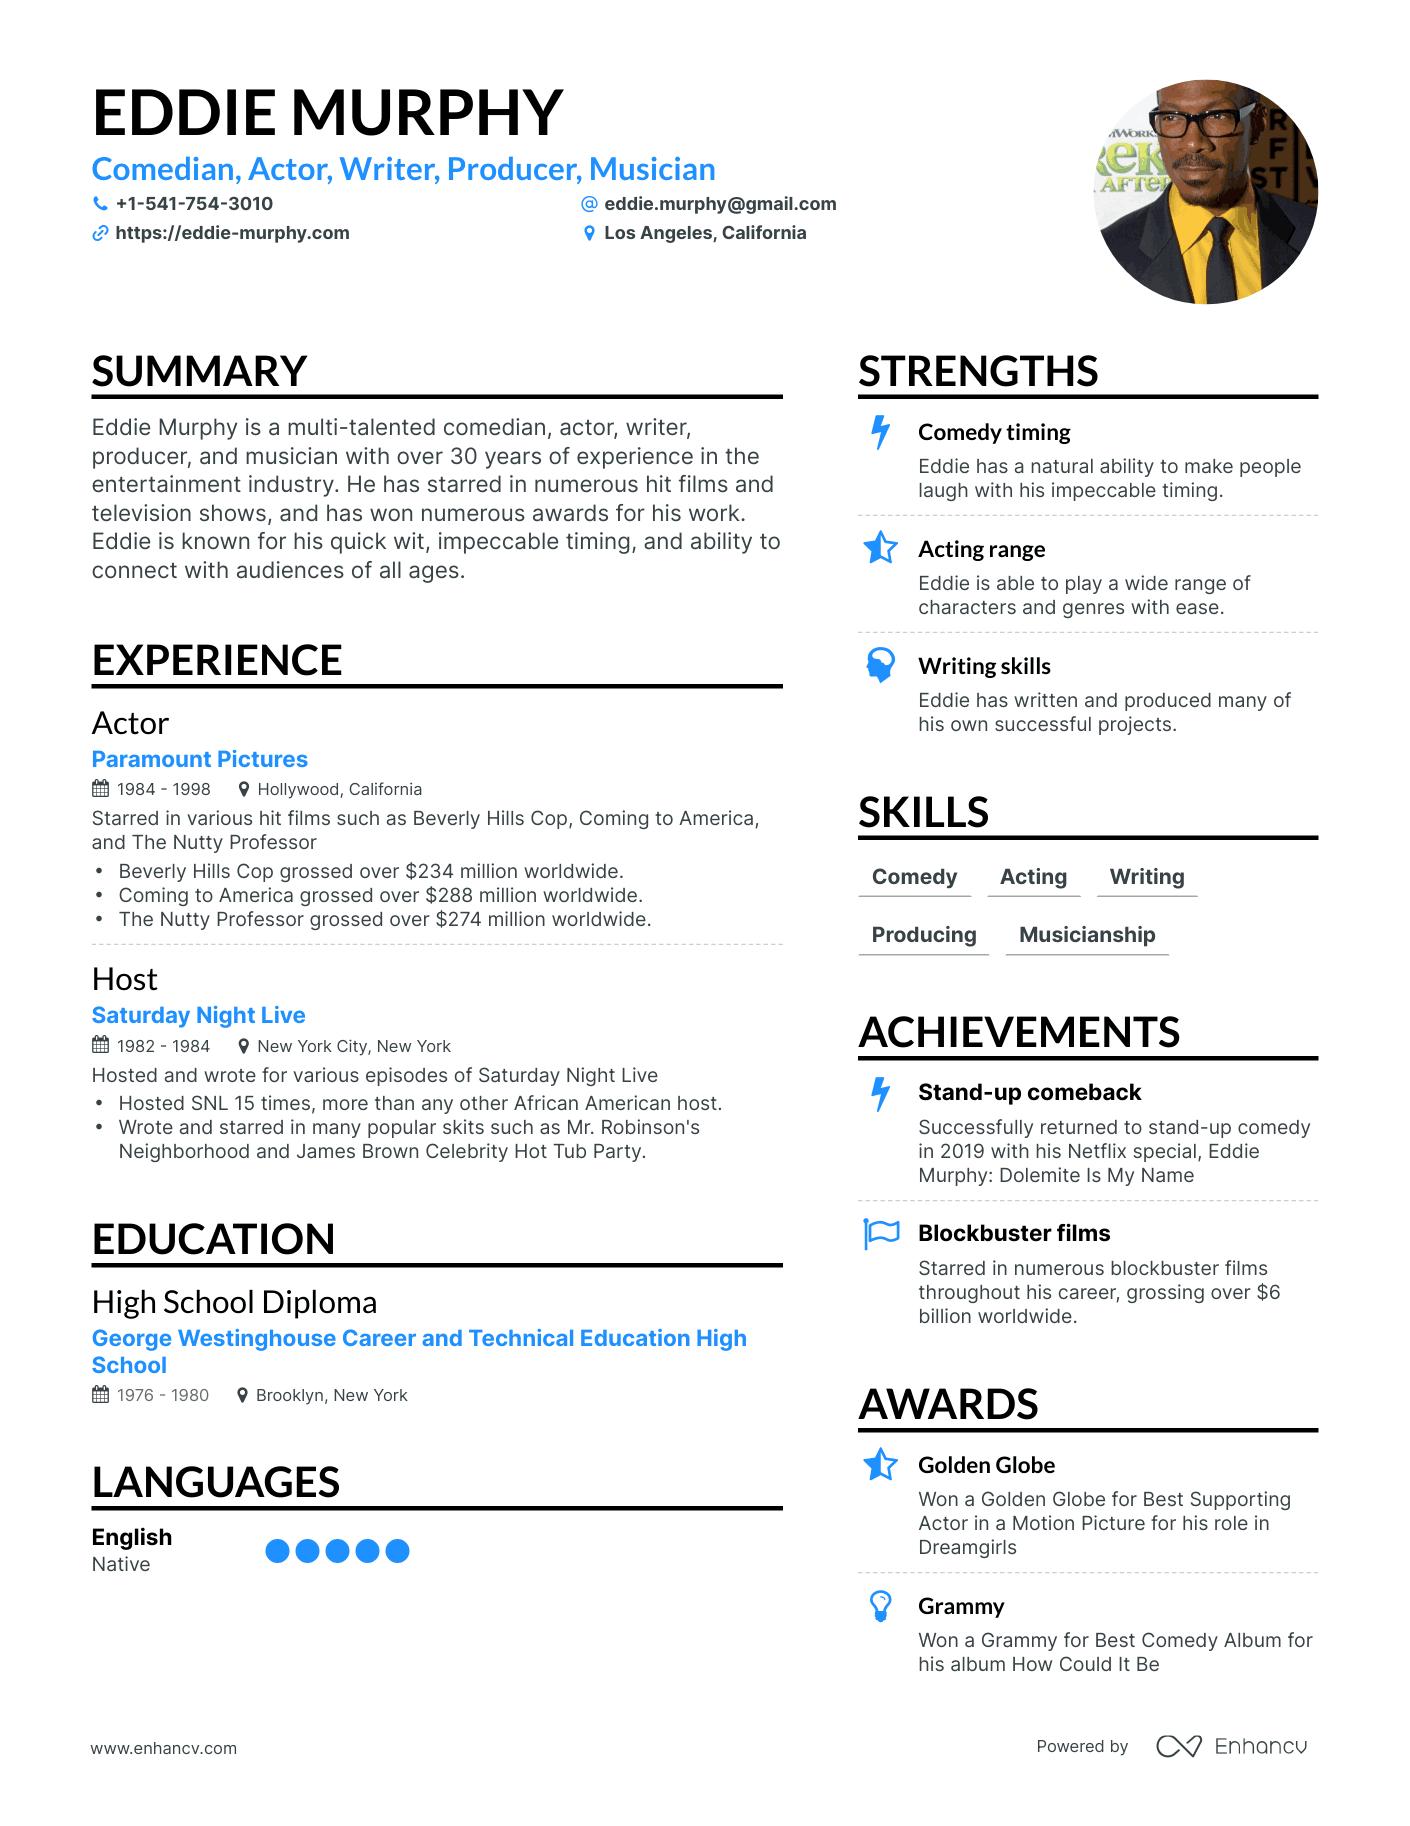 EDDIE MURPHY
Comedian, Actor, Writer, Producer, Musician
+1-541-754-3010
eddie.murphy@gmail.com
https://eddie-murphy.com
Los Angeles, California
SUMMARY
Eddie Murphy is a multi-talented comedian, actor, writer,
producer, and musician with over 30 years of experience in the
entertainment industry. He has starred in numerous hit films and
television shows, and has won numerous awards for his work.
Eddie is known for his quick wit, impeccable timing, and ability to
connect with audiences of all ages.
EXPERIENCE
Actor
Paramount Pictures
1984 - 1998 Hollywood, California
Starred in various hit films such as Beverly Hills Cop, Coming to America,
and The Nutty Professor
• Beverly Hills Cop grossed over $234 million worldwide.
• Coming to America grossed over $288 million worldwide.
• The Nutty Professor grossed over $274 million worldwide.
Host
Saturday Night Live
1982 - 1984 New York City, New York
Hosted and wrote for various episodes of Saturday Night Live
• Hosted SNL 15 times, more than any other African American host.
• Wrote and starred in many popular skits such as Mr. Robinson's
Neighborhood and James Brown Celebrity Hot Tub Party.
EDUCATION
High School Diploma
George Westinghouse Career and Technical Education High
School
1976 - 1980 Brooklyn, New York
LANGUAGES
English
Native
STRENGTHS
Comedy timing
Eddie has a natural ability to make people
laugh with his impeccable timing.
Acting range
Eddie is able to play a wide range of
characters and genres with ease.
Writing skills
Eddie has written and produced many of
his own successful projects.
SKILLS
Comedy Acting Writing
Producing Musicianship
ACHIEVEMENTS
Stand-up comeback
Successfully returned to stand-up comedy
in 2019 with his Netflix special, Eddie
Murphy: Dolemite Is My Name
Blockbuster films
Starred in numerous blockbuster films
throughout his career, grossing over $6
billion worldwide.
AWARDS
Golden Globe
Won a Golden Globe for Best Supporting
Actor in a Motion Picture for his role in
Dreamgirls
Grammy
Won a Grammy for Best Comedy Album for
his album How Could It Be
www.enhancv.com
Powered by Enhancv